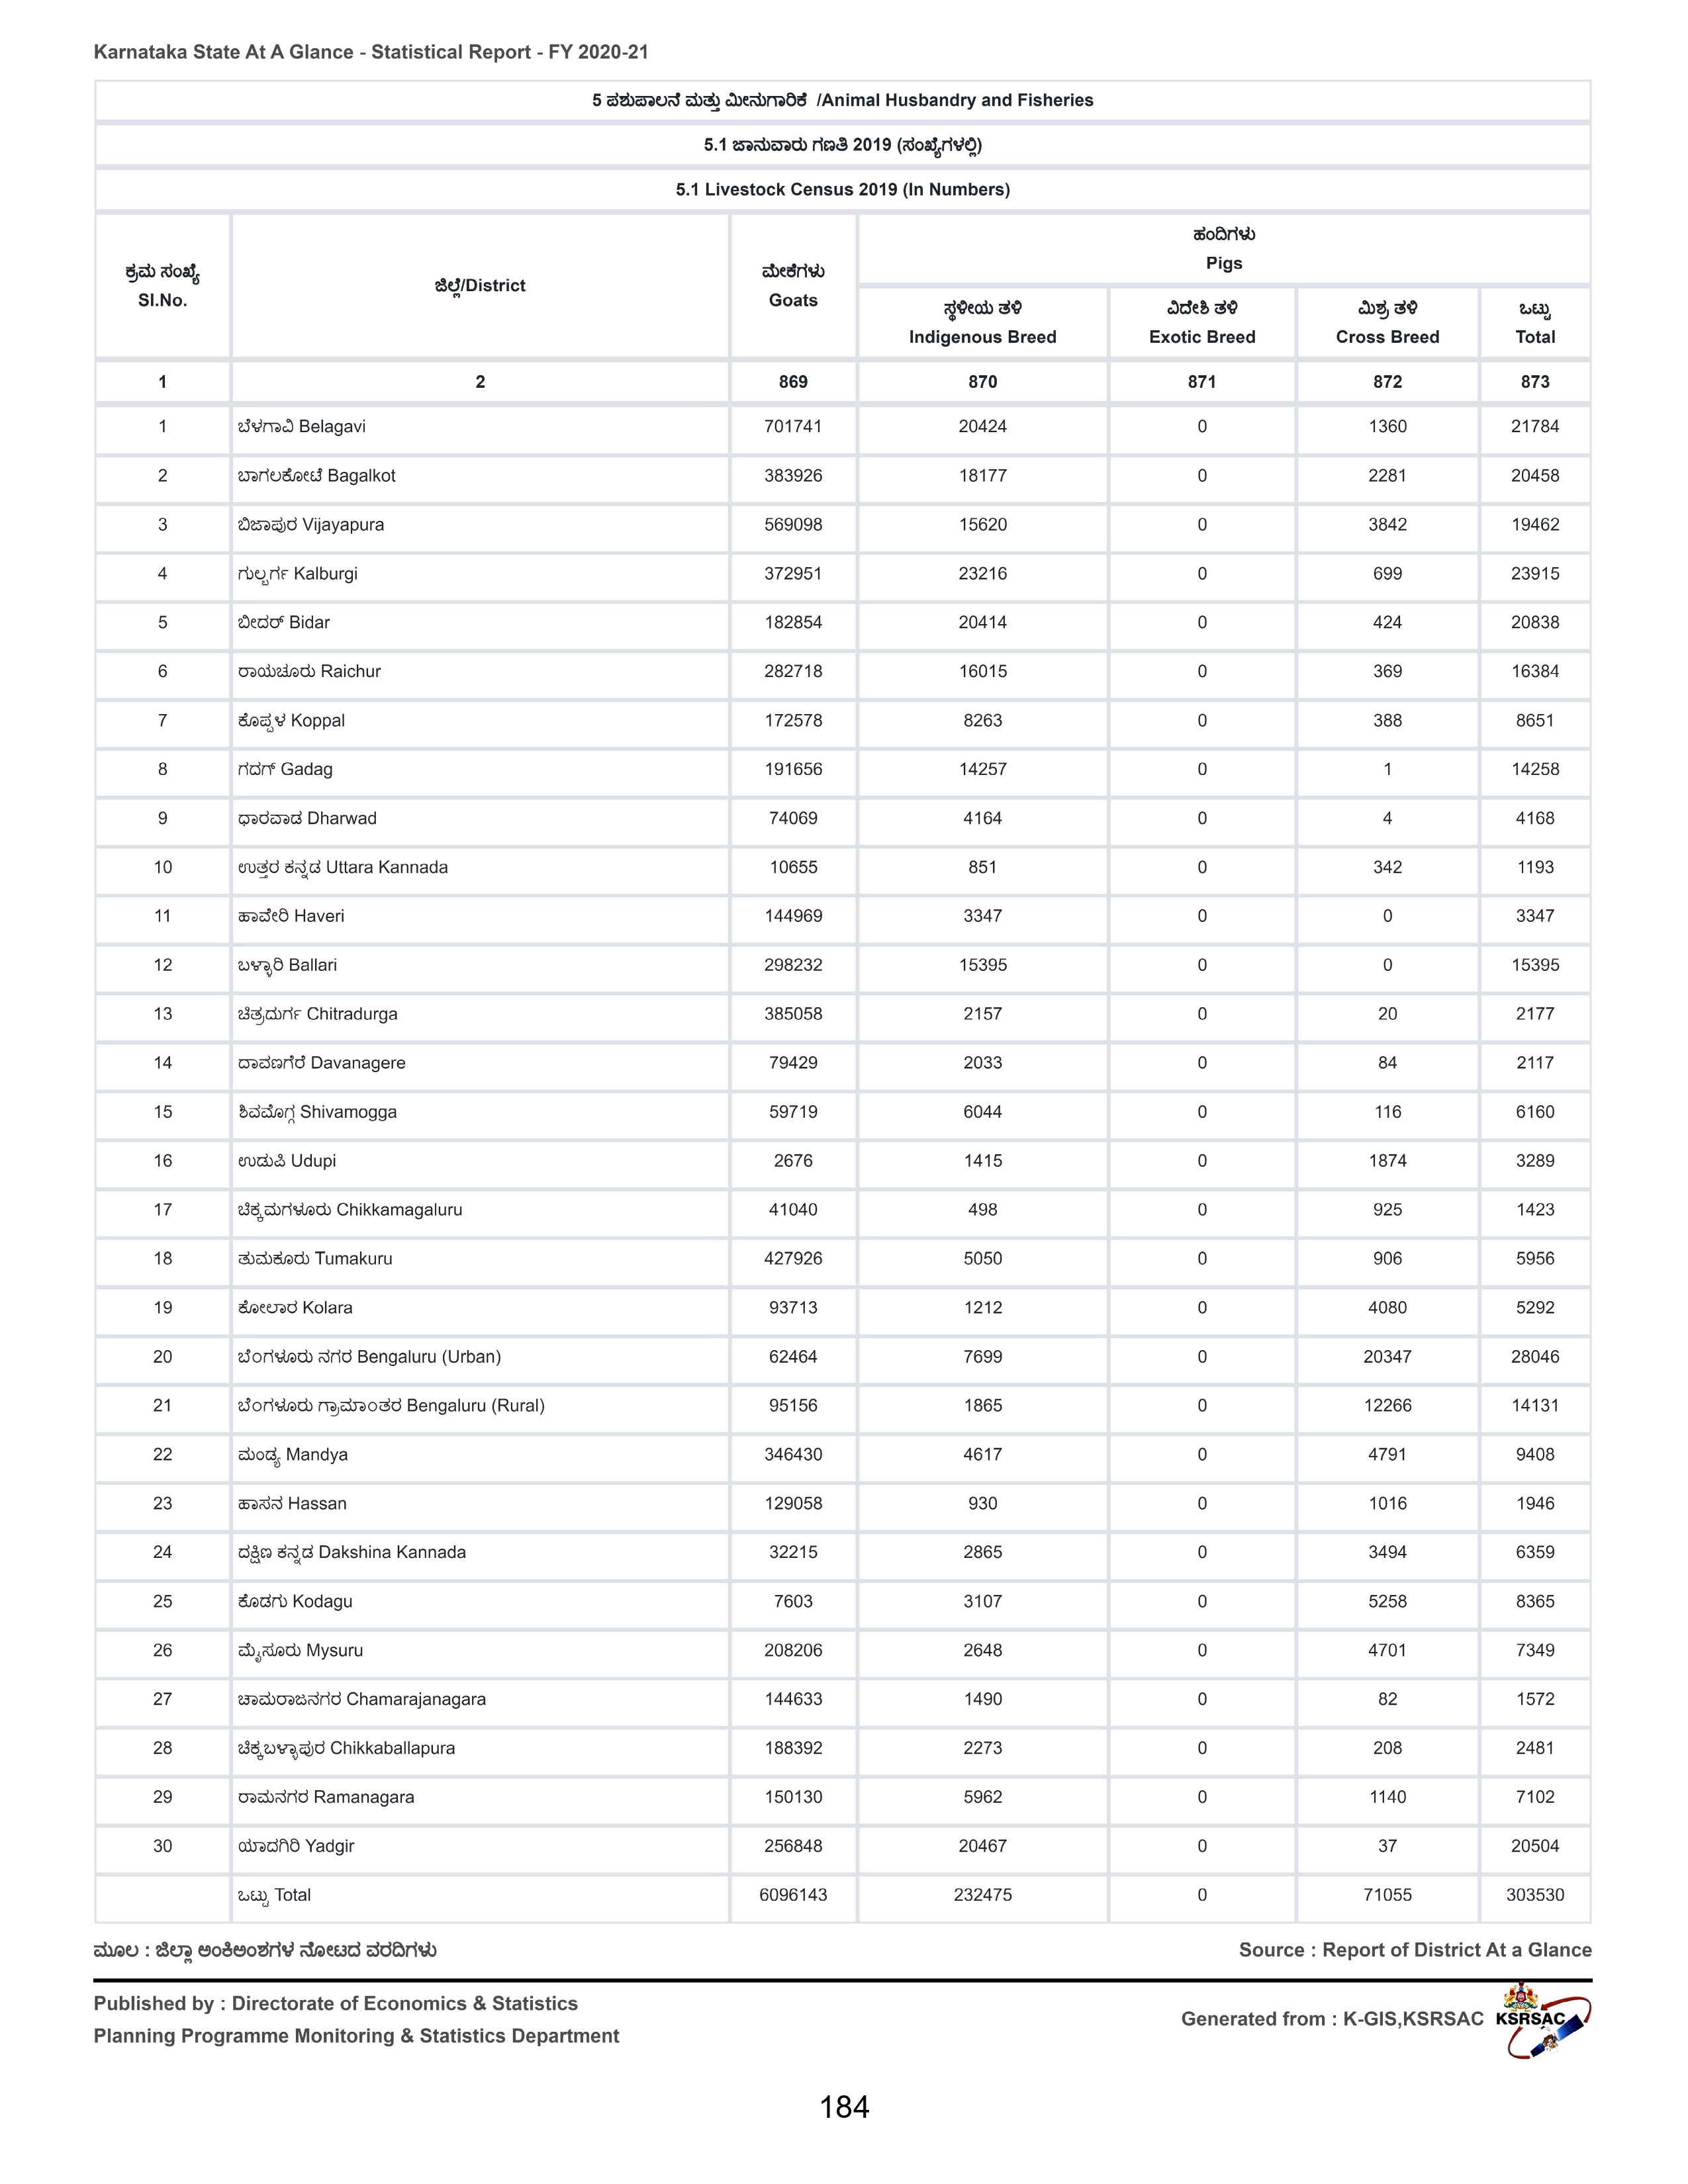 Karnataka State At A Glance - Statistical Report - FY 2020-21
5 ಪಶುಪಾಲನೆ ಮತ್ತು ಮೀನುಗಾರಿಕೆ /Animal Husbandry and Fisheries
5.1 ಜಾನುವಾರು ಗಣತಿ 2019 (ಸಂಖ್ಯೆಗಳಲ್ಲಿ)
5.1 Livestock Census 2019 (In Numbers)
ಕ್ರಮ ಸಂಖ್ಯೆ
Sl.No.
ಜಿಲ್ಲೆ/District
ಮೇಕೆಗಳು
Goats
ಹಂದಿಗಳು
Pigs
ಸ್ಥಳೀಯ ತಳಿ
Indigenous Breed
ವಿದೇಶಿ ತಳಿ
Exotic Breed
ಮಿಶ್ರ ತಳಿ
Cross Breed
ಒಟ್ಟು
Total
1 2 869 870 871 872 873
1 ಬೆಳಗಾವಿ Belagavi 701741 20424 0 1360 21784
2 ಬಾಗಲಕೋಟೆ Bagalkot 383926 18177 0 2281 20458
3 ಬಿಜಾಪುರ Vijayapura 569098 15620 0 3842 19462
4 ಗುಲ್ಬರ್ಗ Kalburgi 372951 23216 0 699 23915
5 ಬೀದರ್ Bidar 182854 20414 0 424 20838
6 ರಾಯಚೂರು Raichur 282718 16015 0 369 16384
7 ಕೊಪ್ಪಳ Koppal 172578 8263 0 388 8651
8 ಗದಗ್ Gadag 191656 14257 0 1 14258
9 ಧಾರವಾಡ Dharwad 74069 4164 0 4 4168
10 ಉತ್ತರ ಕನ್ನಡ Uttara Kannada 10655 851 0 342 1193
11 ಹಾವೇರಿ Haveri 144969 3347 0 0 3347
12 ಬಳ್ಳಾರಿ Ballari 298232 15395 0 0 15395
13 ಚಿತ್ರದುರ್ಗ Chitradurga 385058 2157 0 20 2177
14 ದಾವಣಗೆರೆ Davanagere 79429 2033 0 84 2117
15 ಶಿವಮೊಗ್ಗ Shivamogga 59719 6044 0 116 6160
16 ಉಡುಪಿ Udupi 2676 1415 0 1874 3289
17 ಚಿಕ್ಕಮಗಳೂರು Chikkamagaluru 41040 498 0 925 1423
18 ತುಮಕೂರು Tumakuru 427926 5050 0 906 5956
19 ಕೋಲಾರ Kolara 93713 1212 0 4080 5292
20 ಬೆಂಗಳೂರು ನಗರ Bengaluru (Urban) 62464 7699 0 20347 28046
21 ಬೆಂಗಳೂರು ಗ್ರಾಮಾಂತರ Bengaluru (Rural) 95156 1865 0 12266 14131
22 ಮಂಡ್ಯ Mandya 346430 4617 0 4791 9408
23 ಹಾಸನ Hassan 129058 930 0 1016 1946
24 ದಕ್ಷಿಣ ಕನ್ನಡ Dakshina Kannada 32215 2865 0 3494 6359
25 ಕೊಡಗು Kodagu 7603 3107 0 5258 8365
26 ಮೈಸೂರು Mysuru 208206 2648 0 4701 7349
27 ಚಾಮರಾಜನಗರ Chamarajanagara 144633 1490 0 82 1572
28 ಚಿಕ್ಕಬಳ್ಳಾಪುರ Chikkaballapura 188392 2273 0 208 2481
29 ರಾಮನಗರ Ramanagara 150130 5962 0 1140 7102
30 ಯಾದಗಿರಿ Yadgir 256848 20467 0 37 20504
ಒಟ್ಟು Total 6096143 232475 0 71055 303530
ಮೂಲ : ಜಿಲ್ಲಾ ಅಂಕಿಅಂಶಗಳ ನೋಟದ ವರದಿಗಳು Source : Report of District At a Glance
Published by : Directorate of Economics & Statistics
Planning Programme Monitoring & Statistics Department
Generated from : K-GIS,KSRSAC KSRSAC
184